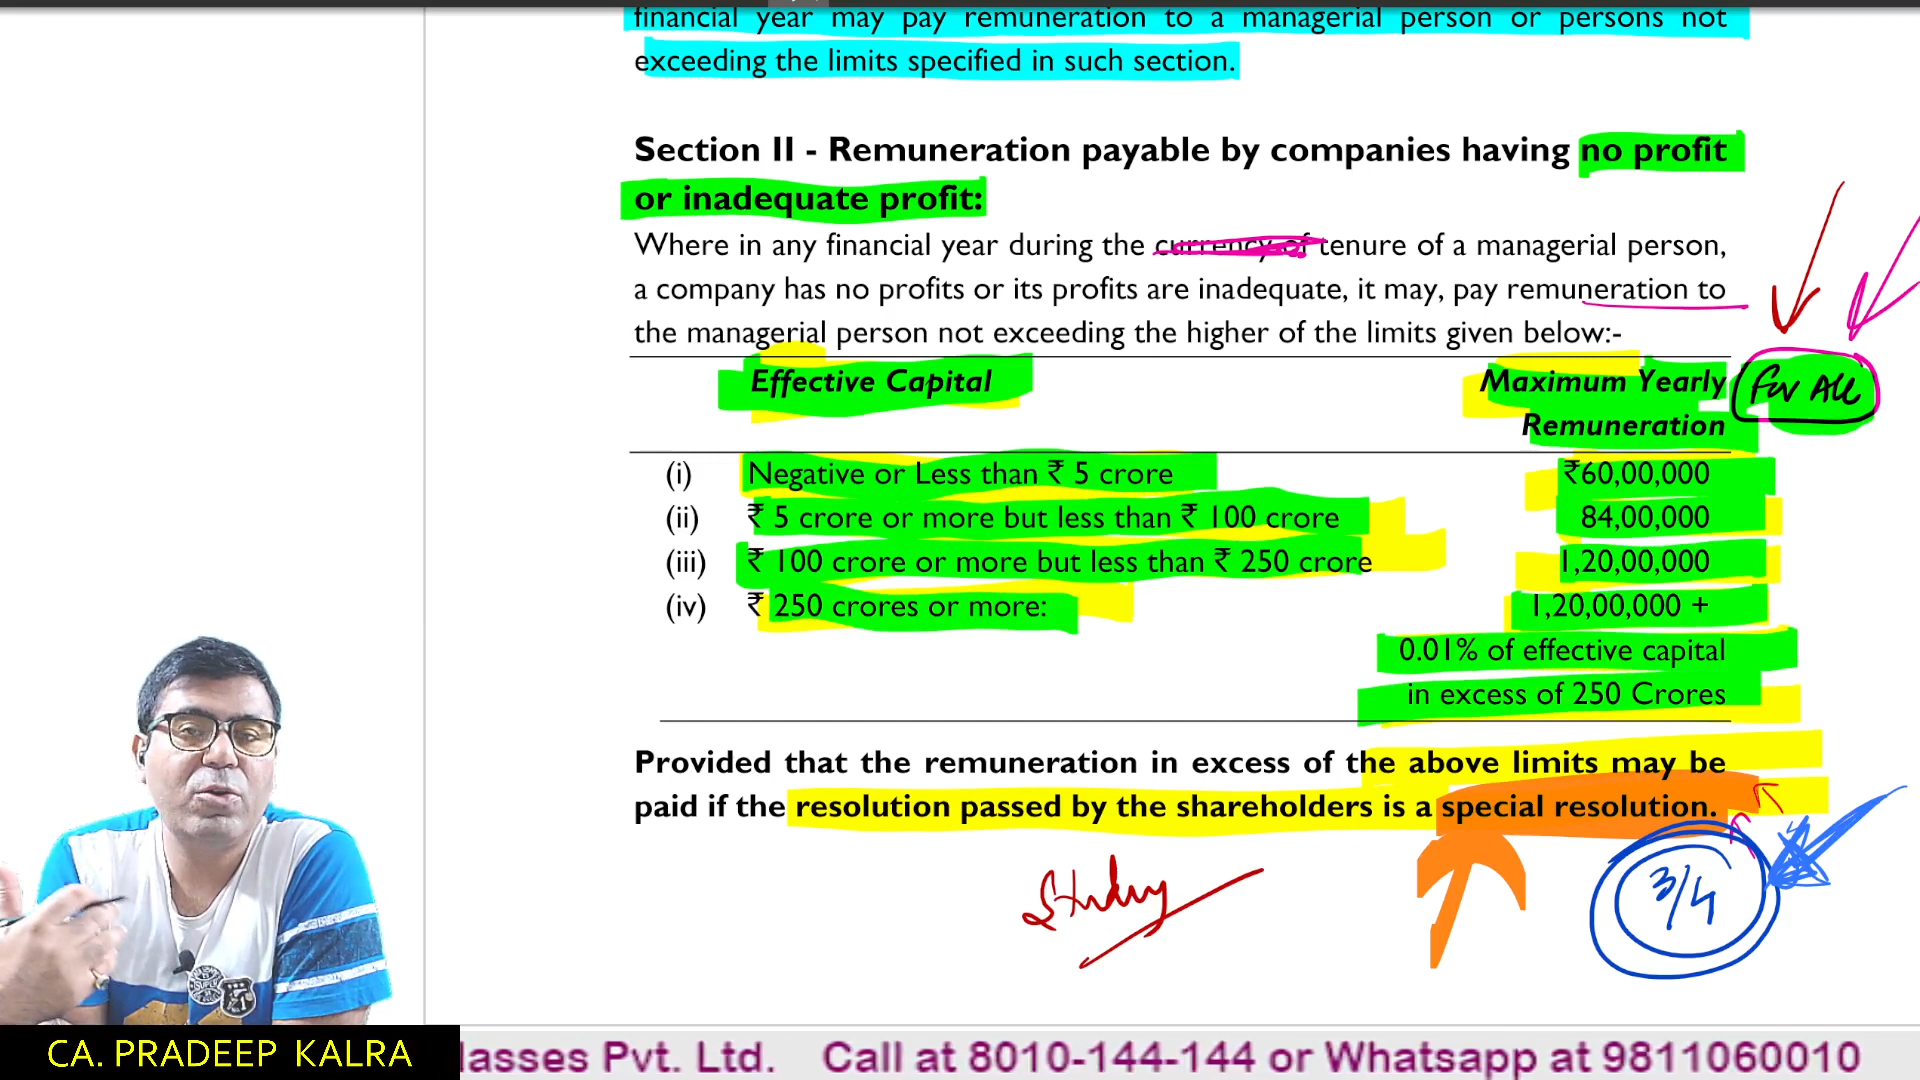 financial year may pay remuneration to a managerial person or persons not
exceeding the limits specified in such section.
Section II - Remuneration payable by companies having no profit
or inadequate profit:
Where in any financial year during the currency of tenure of a managerial person,
a company has no profits or its profits are inadequate, it may, pay remuneration to
the managerial person not exceeding the higher of the limits given below:-
Effective Capital Maximum Yearly For All
Remuneration
(i) Negative or Less than ₹ 5 crore ₹60,00,000
(ii) ₹ 5 crore or more but less than ₹ 100 crore 84,00,000
(iii) ₹ 100 crore or more but less than ₹ 250 crore 1,20,00,000
(iv) ₹ 250 crores or more: 1,20,00,000 +
0.01% of effective capital
in excess of 250 Crores
Provided that the remuneration in excess of the above limits may be
paid if the resolution passed by the shareholders is a special resolution.
3/4
SUPER
CA. PRADEEP KALRA
lasses Pvt. Ltd. Call at 8010-144-144 or Whatsapp at 9811060010